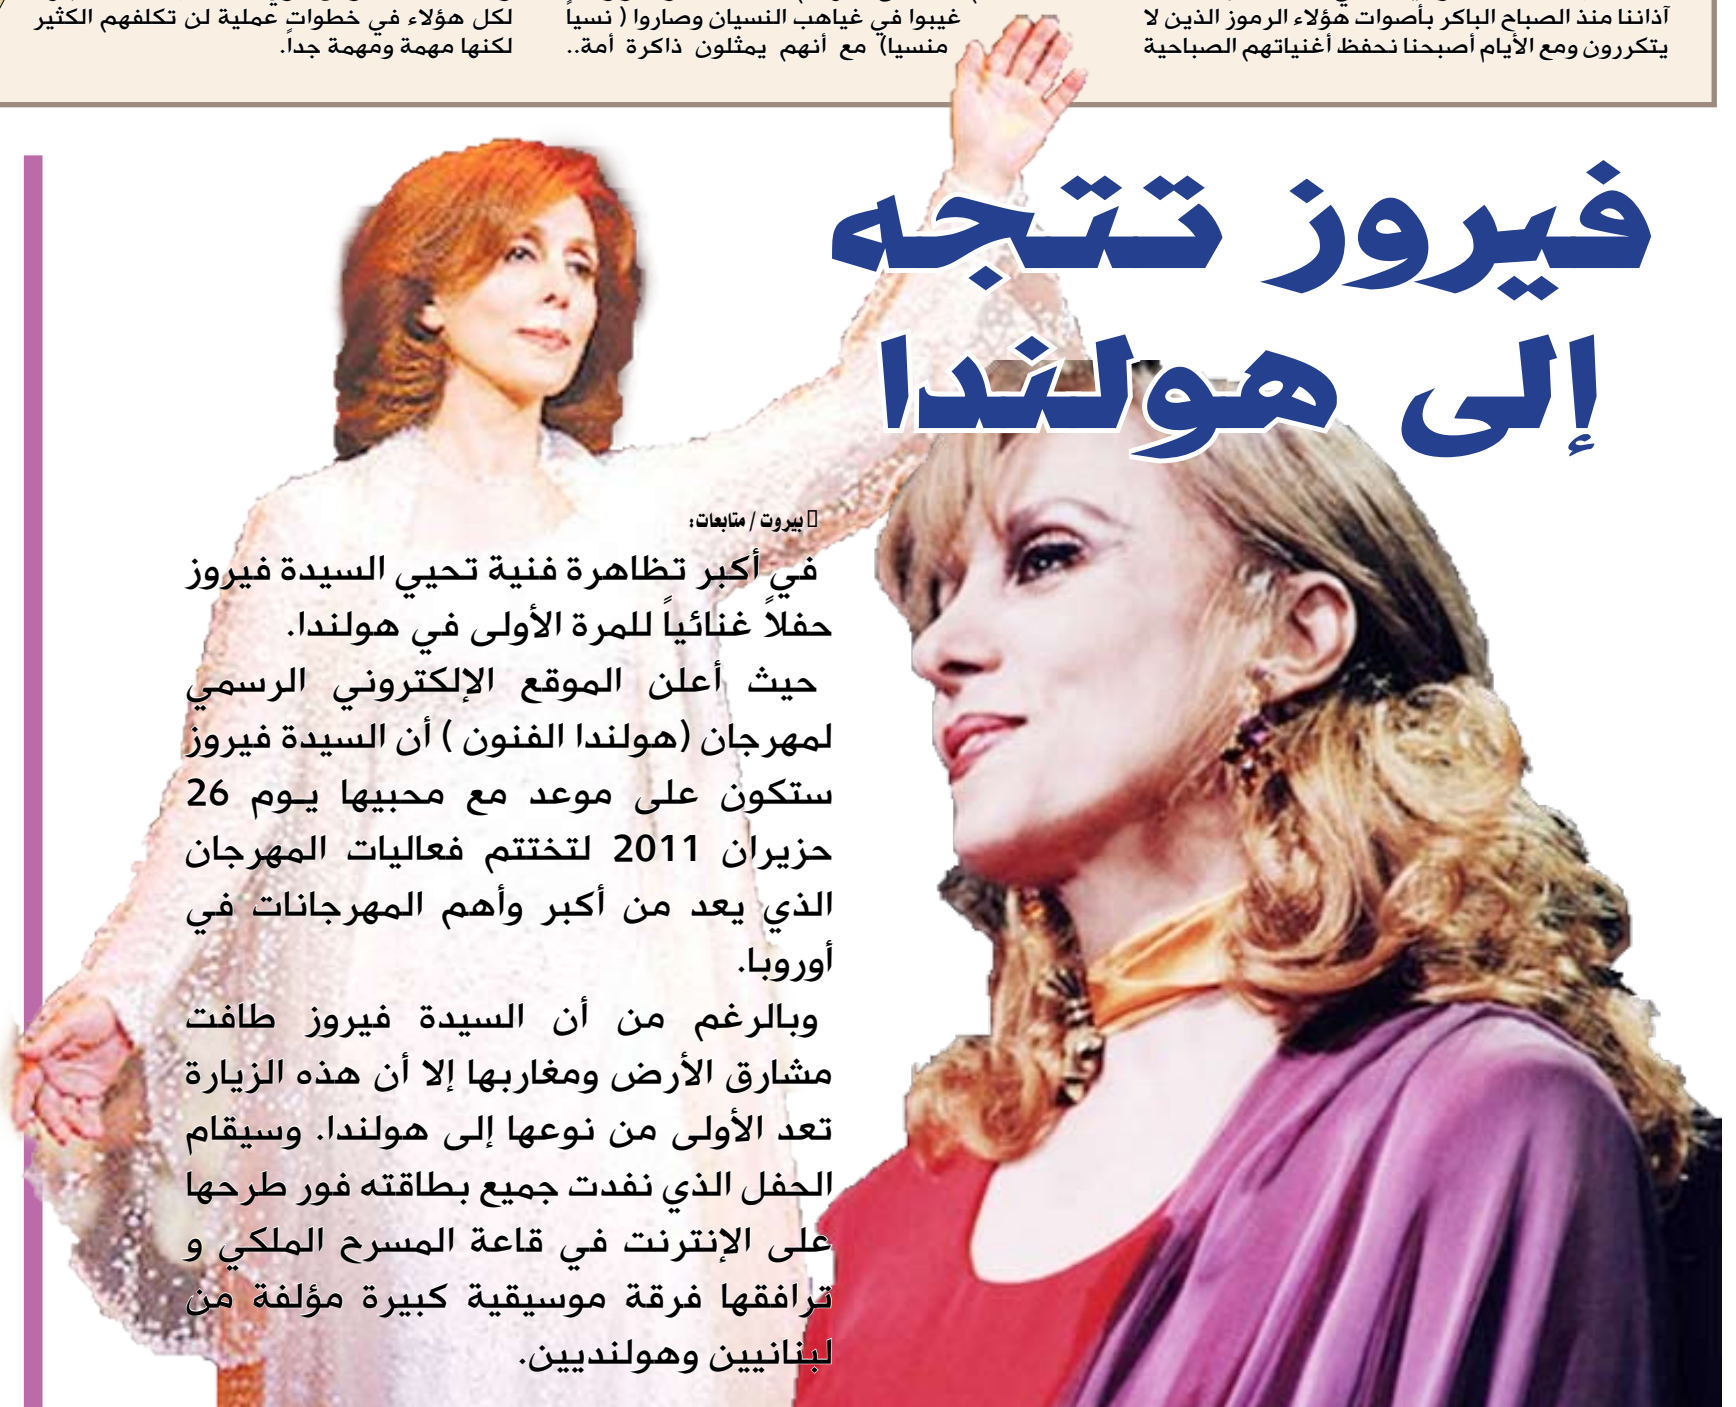 آذاننا منذ الصباح الباكر بأصوات هؤلاء الرموز الذين لا
يتكررون ومع الأيام أصبحنا نحفظ أغنياتهم الصباحية
غيبوا في غياهب النسيان وصاروا ( نسياً
منسيا) مع أنهم يمثلون ذاكرة أمة..
لكل هؤلاء في خطوات عملية لن تكلفهم الكثير
لكنها مهمة ومهمة جداً.
فيروز تتجه
إلى هولندا
بيروت / متابعات:
في أكبر تظاهرة فنية تحيي السيدة فيروز
حفلاً غنائياً للمرة الأولى في هولندا.
حيث أعلن الموقع الإلكتروني الرسمي
لمهرجان (هولندا الفنون ) أن السيدة فيروز
ستكون على موعد مع محبيها يـوم 26
حزيران 2011 لتختتم فعاليات المهرجان
الذي يعد من أكبر وأهم المهرجانات في
أوروبا.
وبالرغم من أن السيدة فيروز طافت
مشارق الأرض ومغاربها إلا أن هذه الزيارة
تعد الأولى من نوعها إلى هولندا. وسيقام
الحفل الذي نفدت جميع بطاقته فور طرحها
على الإنترنت في قاعة المسرح الملكي و
ترافقها فرقة موسيقية كبيرة مؤلفة من
لبنانيين وهولنديين.